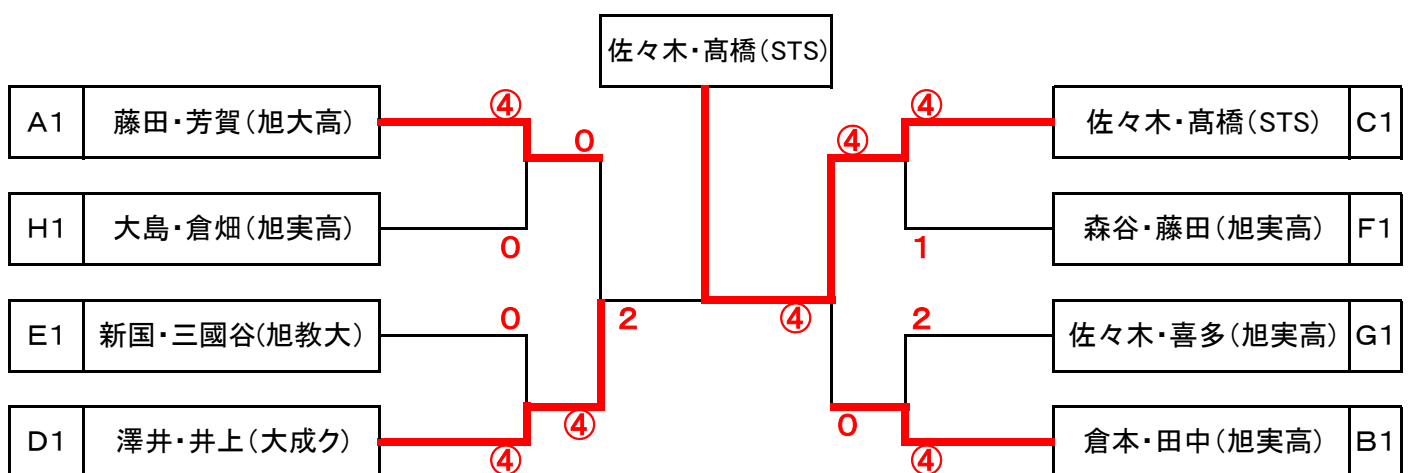 佐々木・髙橋(STS)
A1 藤田・芳賀(旭大高) ④ ④ 佐々木・髙橋(STS) C1
0 ④
H1 大島・倉畑(旭実高) 0 1 森谷・藤田(旭実高) F1
2 ④
E1 新国・三國谷(旭教大) 0 2 佐々木・喜多(旭実高) G1
④ 0
D1 澤井・井上(大成ク) ④ ④ 倉本・田中(旭実高) B1